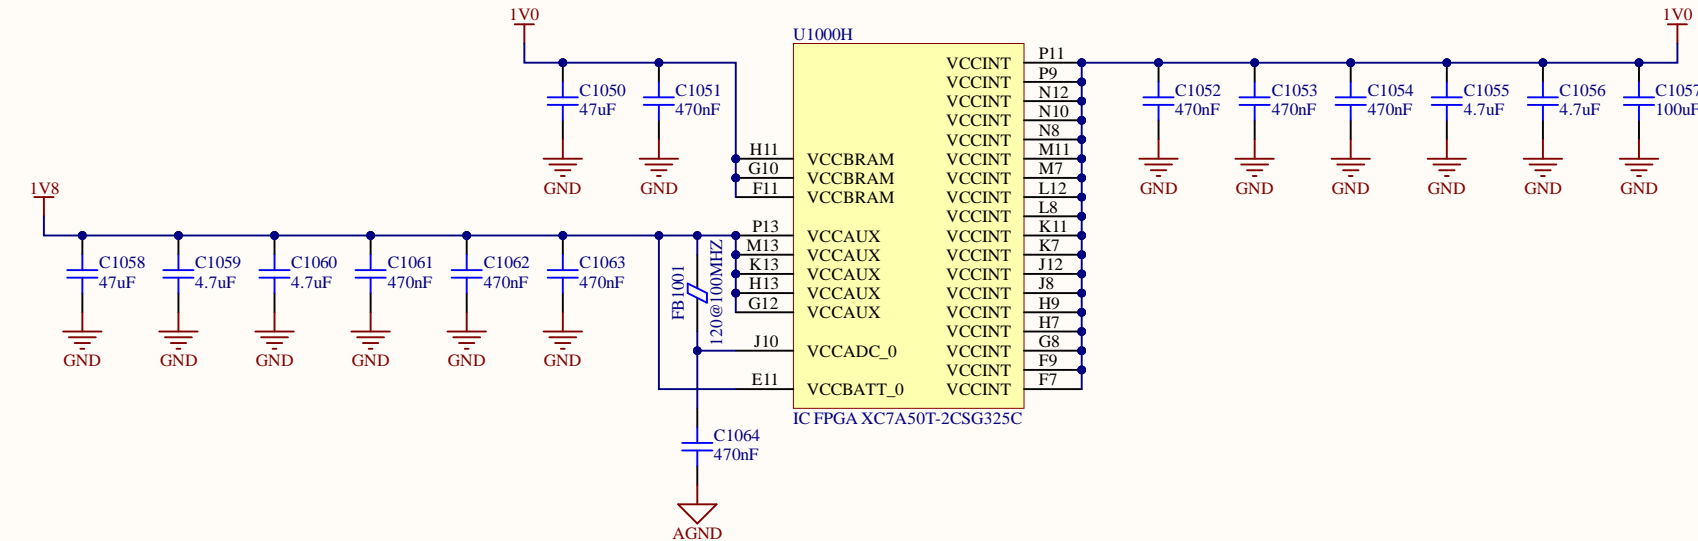 1V0
C1050
47uF
GND
C1051
470nF
GND
U1000H
H11 VCCBRAM
G10 VCCBRAM
F11 VCCBRAM
P13 VCCAUX
M13 VCCAUX
K13 VCCAUX
H13 VCCAUX
G12 VCCAUX
J10 VCCADC_0
E11 VCCBATT_0
VCCINT P11
VCCINT P9
VCCINT N12
VCCINT N10
VCCINT N8
VCCINT M11
VCCINT M7
VCCINT L12
VCCINT L8
VCCINT K11
VCCINT K7
VCCINT J12
VCCINT J8
VCCINT H9
VCCINT H7
VCCINT G8
VCCINT F9
VCCINT F7
IC FPGA XC7A50T-2CSG325C
1V0
C1052
470nF
GND
C1053
470nF
GND
C1054
470nF
GND
C1055
4.7uF
GND
C1056
4.7uF
GND
C1057
100uF
GND
1V8
C1058
47uF
GND
C1059
4.7uF
GND
C1060
4.7uF
GND
C1061
470nF
GND
C1062
470nF
GND
C1063
470nF
GND
FB1001
120@100MHZ
C1064
470nF
AGND